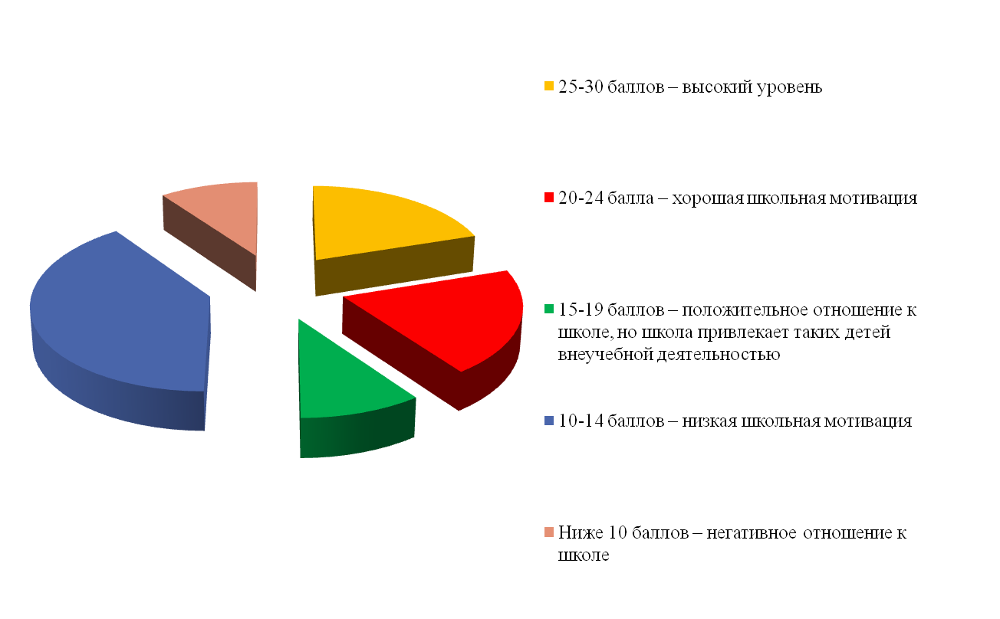 25-30 баллов – высокий уровень
20-24 балла – хорошая школьная мотивация
15-19 баллов – положительное отношение к
школе, но школа привлекает таких детей
внеучебной деятельностью
10-14 баллов – низкая школьная мотивация
Ниже 10 баллов – негативное отношение к
школе